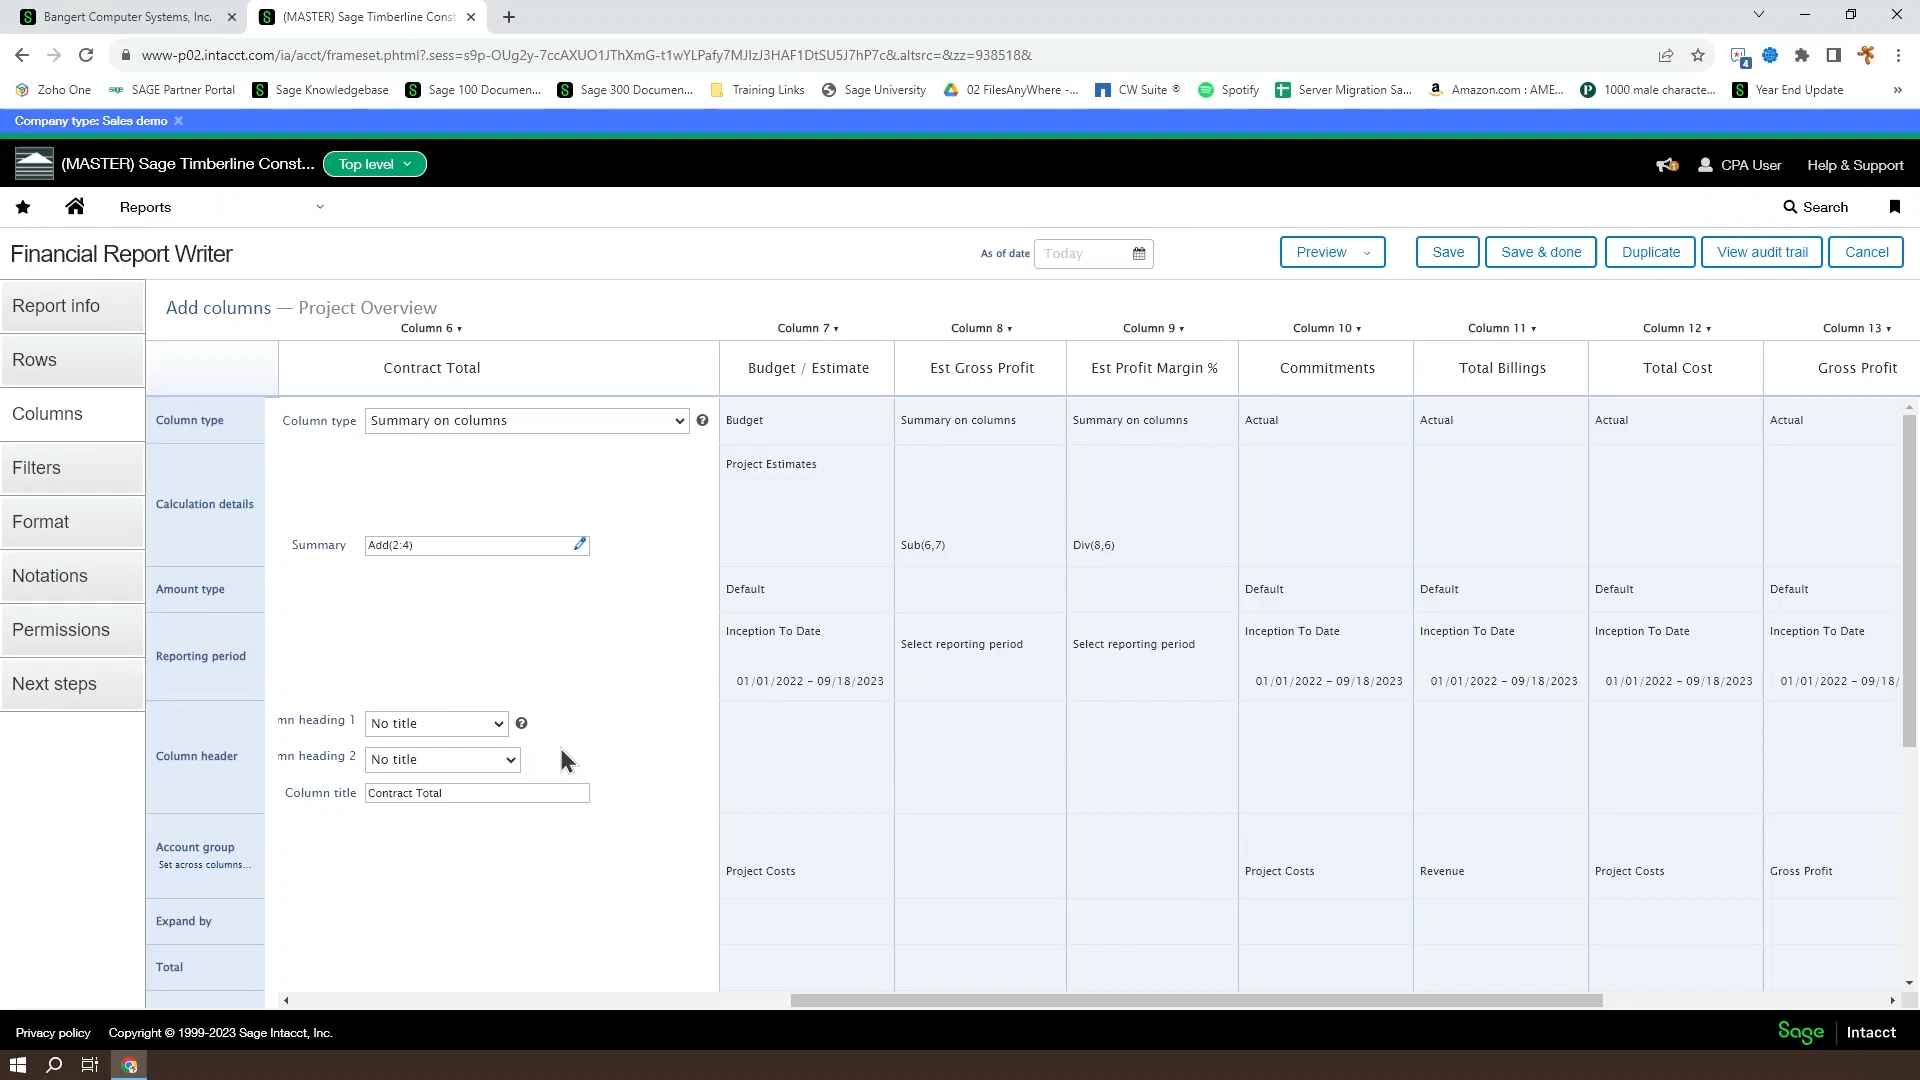 Bangert Computer Systems, Inc.
(MASTER) Sage Timberline Const
www-p02.intacct.com/ia/acct/frameset.phtml?.sess=s9p-OUg2y-7ccAXUO1JThXmG-t1wYLPafy7MJIzJ3HAF1DtSU5J7hP7c&.altsrc=&zz=938518&
4
Zoho One
SAGE Partner Portal
Sage Knowledgebase
Sage 100 Documen...
Sage 300 Documen...
Training Links
Sage University
02 FilesAnyWhere -...
CW Suite ®
Spotify
Server Migration Sa...
Amazon.com : AME...
1000 male characte...
Year End Update
»
Company type: Sales demo
(MASTER) Sage Timberline Const...
Top level
CPA User
Help & Support
Reports
Search
Financial Report Writer
As of date
Today
Preview
Save
Save & done
Duplicate
View audit trail
Cancel
Report info
Rows
Columns
Filters
Format
Notations
Permissions
Next steps
Add columns — Project Overview
Column 6
Column 7
Column 8
Column 9
Column 10
Column 11
Column 12
Column 13
Contract Total
Budget / Estimate
Est Gross Profit
Est Profit Margin %
Commitments
Total Billings
Total Cost
Gross Profit
Column type
Column type
Summary on columns
Budget
Summary on columns
Summary on columns
Actual
Actual
Actual
Actual
Calculation details
Project Estimates
Summary
Add(2:4)
Sub(6,7)
Div(8,6)
Amount type
Default
Default
Default
Default
Default
Reporting period
Inception To Date
01/01/2022 - 09/18/2023
Select reporting period
Select reporting period
Inception To Date
01/01/2022 - 09/18/2023
Inception To Date
01/01/2022 - 09/18/2023
Inception To Date
01/01/2022 - 09/18/2023
Inception To Date
01/01/2022 - 09/18/
Column header
mn heading 1
No title
mn heading 2
No title
Column title
Contract Total
Account group
Set across columns...
Project Costs
Project Costs
Revenue
Project Costs
Gross Profit
Expand by
Total
Privacy policy
Copyright © 1999-2023 Sage Intacct, Inc.
Sage
Intacct